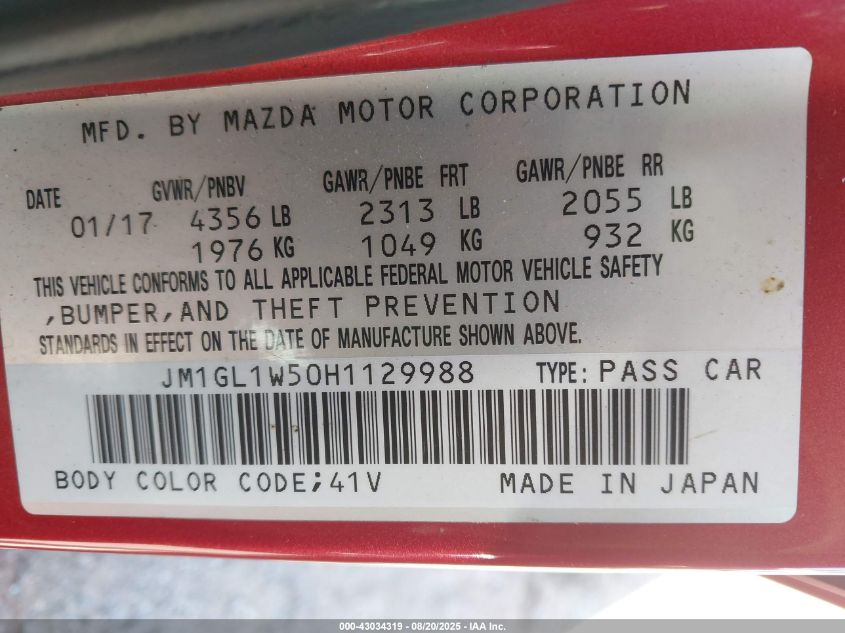 MFD. BY MAZDA MOTOR CORPORATION
DATE GVWR/PNBV GAWR/PNBE FRT GAWR/PNBE RR
01/17 4356 LB 2313 LB 2055 LB
1976 KG 1049 KG 932 KG
THIS VEHICLE CONFORMS TO ALL APPLICABLE FEDERAL MOTOR VEHICLE SAFETY
,BUMPER,AND THEFT PREVENTION
STANDARDS IN EFFECT ON THE DATE OF MANUFACTURE SHOWN ABOVE.
JM1GL1W50H1129988 TYPE: PASS CAR
BODY COLOR CODE;41V MADE IN JAPAN
000-43034319 - 08/20/2025 - IAA Inc.